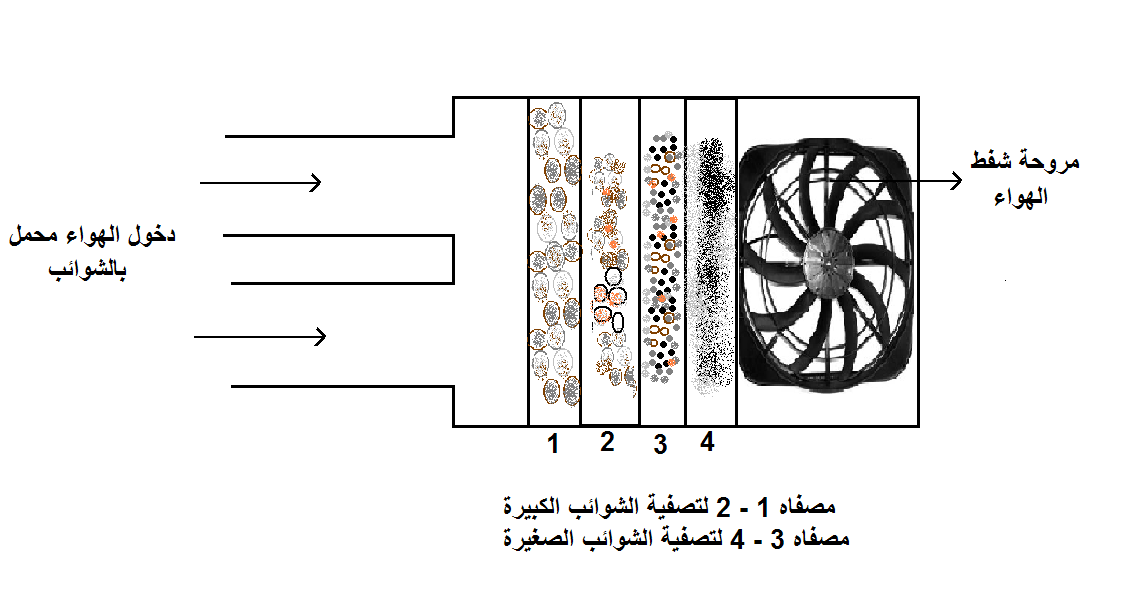 مروحة شفط
الهواء
دخول الهواء محمل
بالشوائب
1 2 3 4
مصفاه 1 - 2 لتصفية الشوائب الكبيرة
مصفاه 3 - 4 لتصفية الشوائب الصغيرة